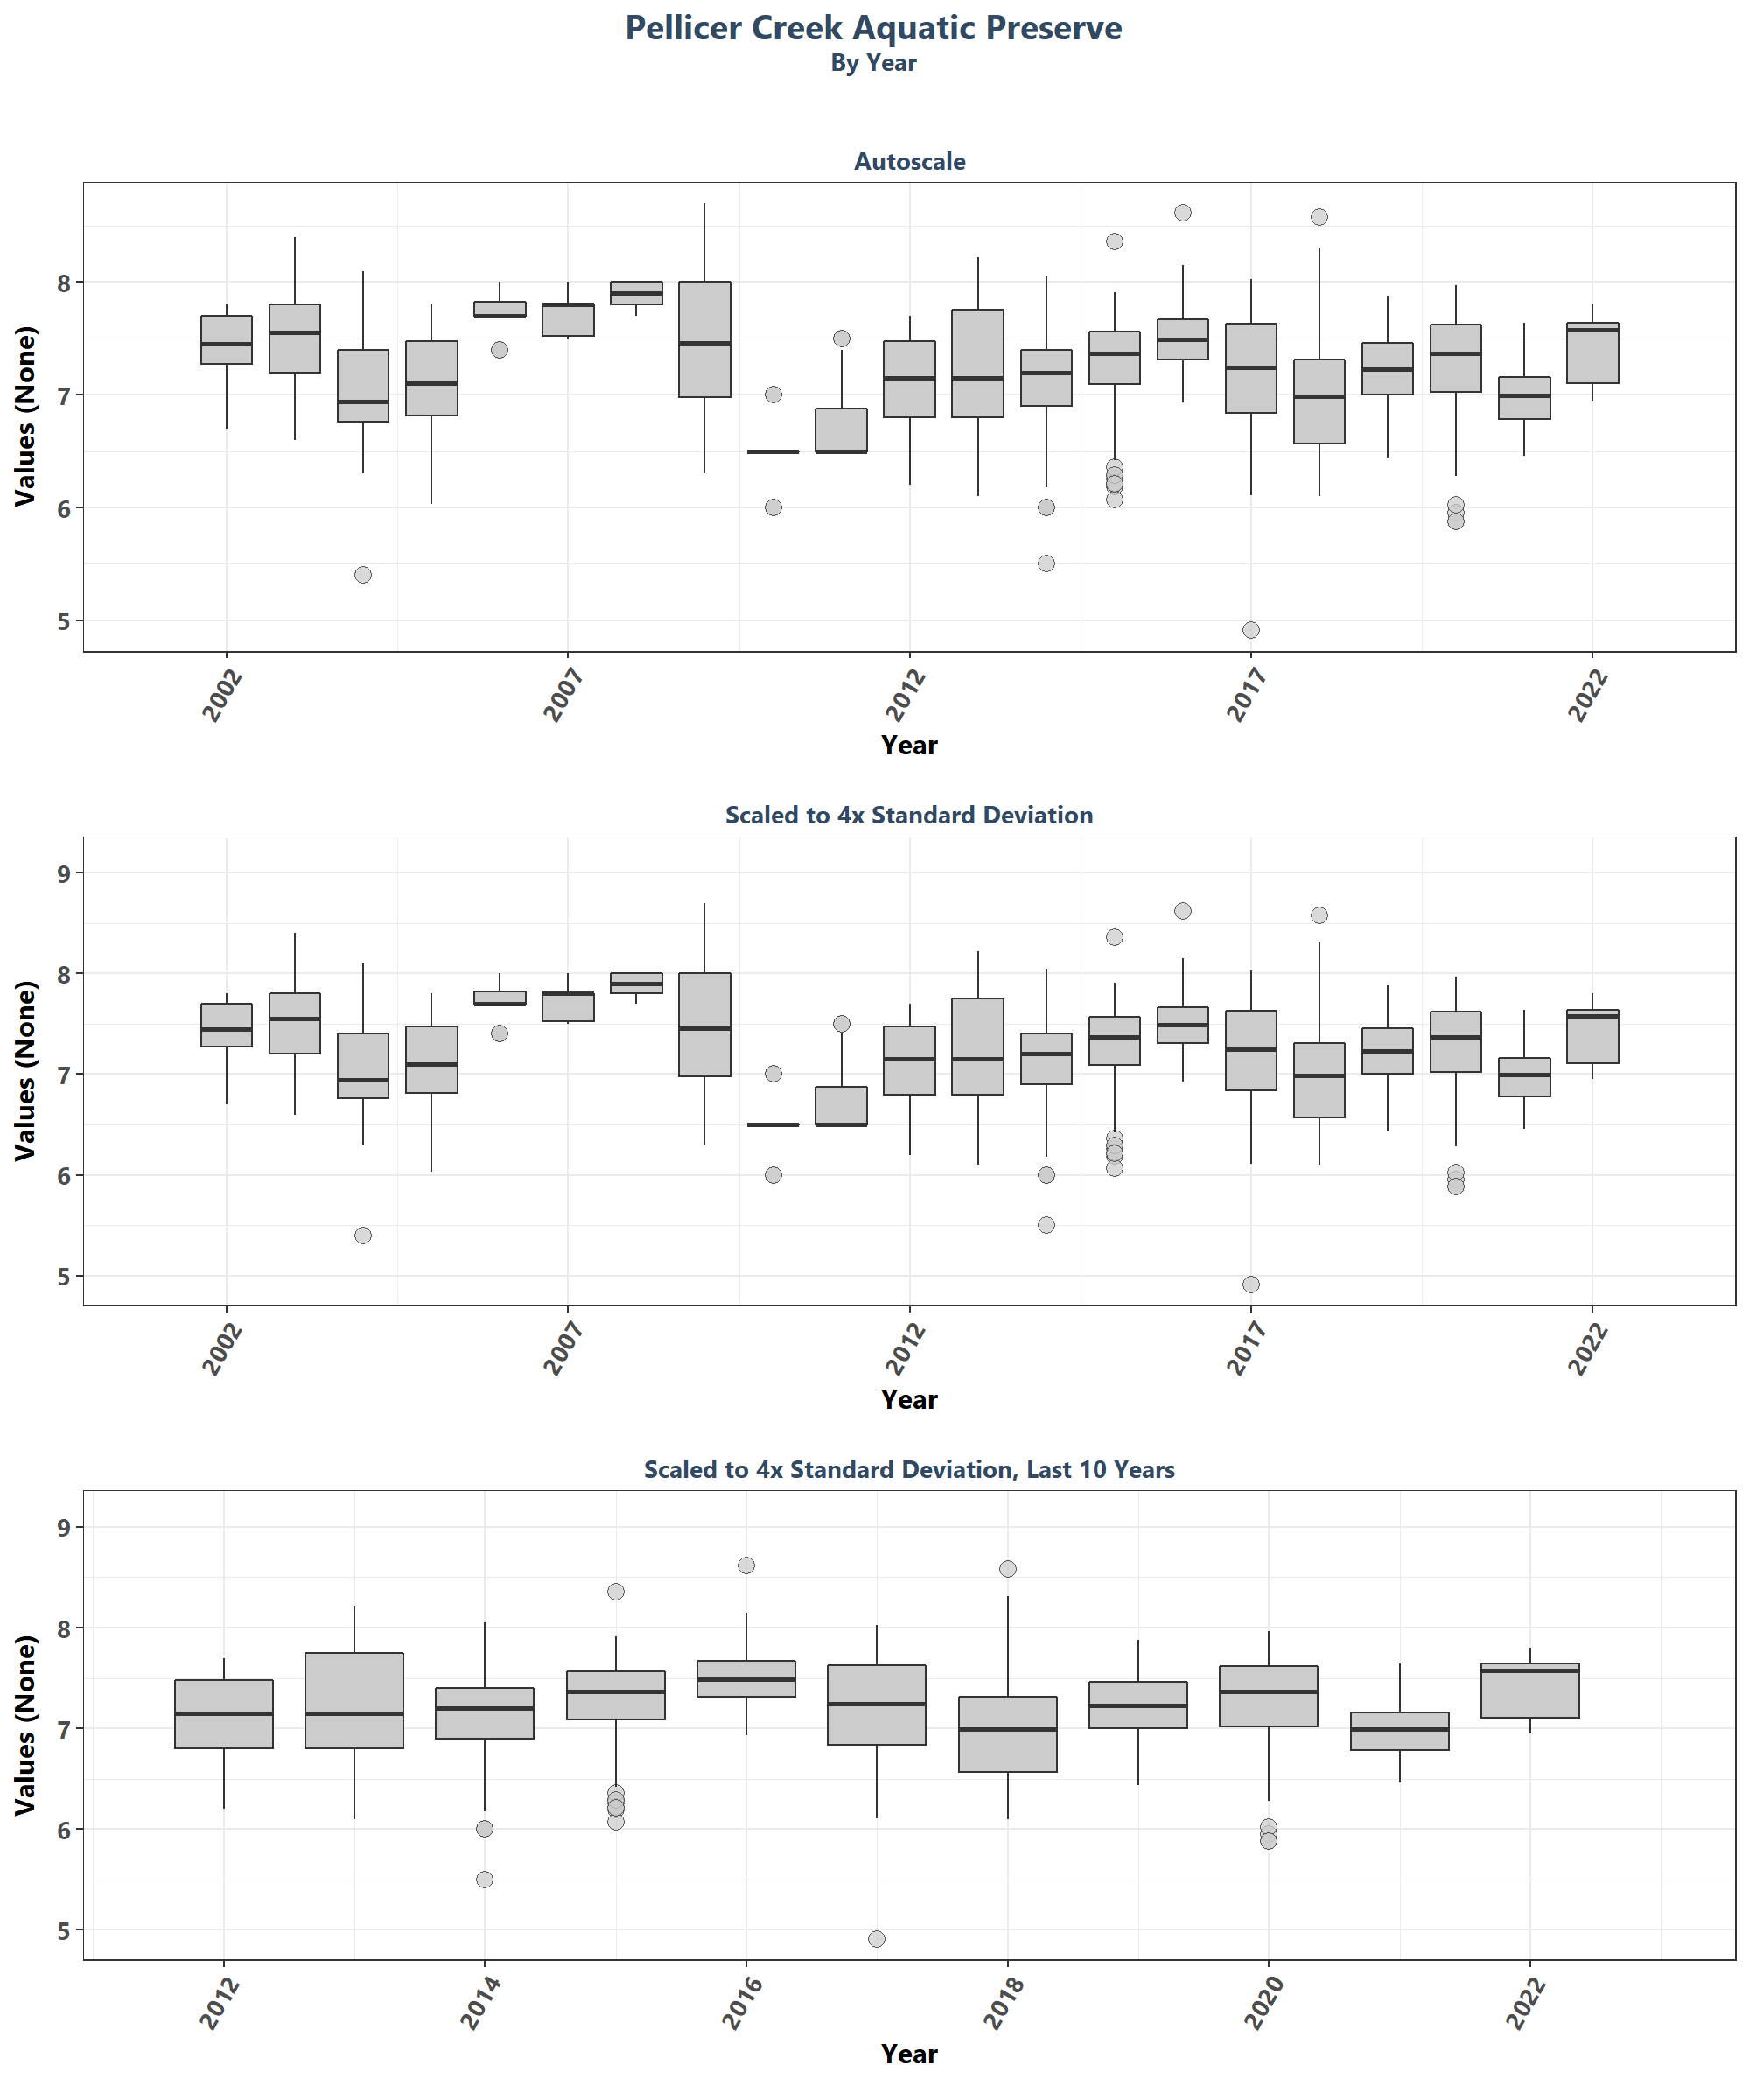 Pellicer Creek Aquatic Preserve
By Year
Autoscale
Values (None)
8
7
6
5
2002
2007
2012
2017
2022
Year
Scaled to 4x Standard Deviation
Values (None)
9
8
7
6
5
2002
2007
2012
2017
2022
Year
Scaled to 4x Standard Deviation, Last 10 Years
Values (None)
9
8
7
6
5
2012
2014
2016
2018
2020
2022
Year